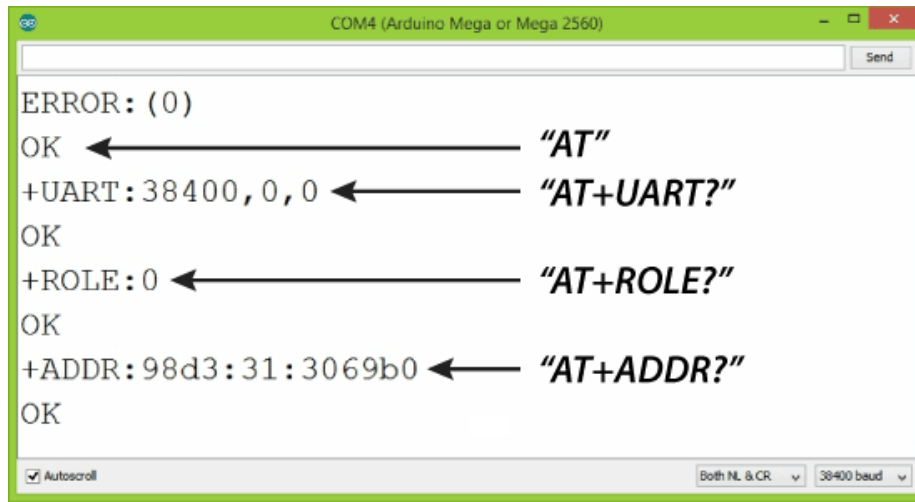 COM4 (Arduino Mega or Mega 2560)
Send
ERROR:(0)
OK “AT”
+UART:38400,0,0 “AT+UART?”
OK
+ROLE:0 “AT+ROLE?”
OK
+ADDR:98d3:31:3069b0 “AT+ADDR?”
OK
Autoscroll Both NL & CR 38400 baud